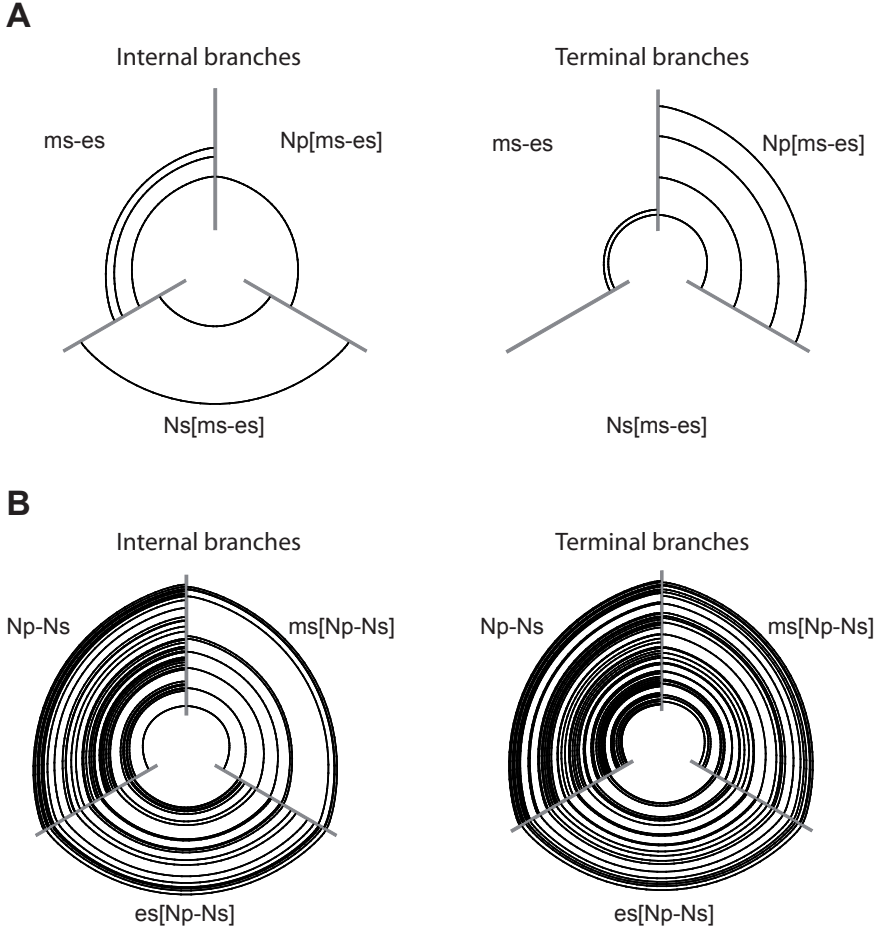 A
Internal branches
Terminal branches
ms-es
Np[ms-es]
ms-es
Np[ms-es]
Ns[ms-es]
Ns[ms-es]
B
Internal branches
Terminal branches
Np-Ns
ms[Np-Ns]
Np-Ns
ms[Np-Ns]
es[Np-Ns]
es[Np-Ns]